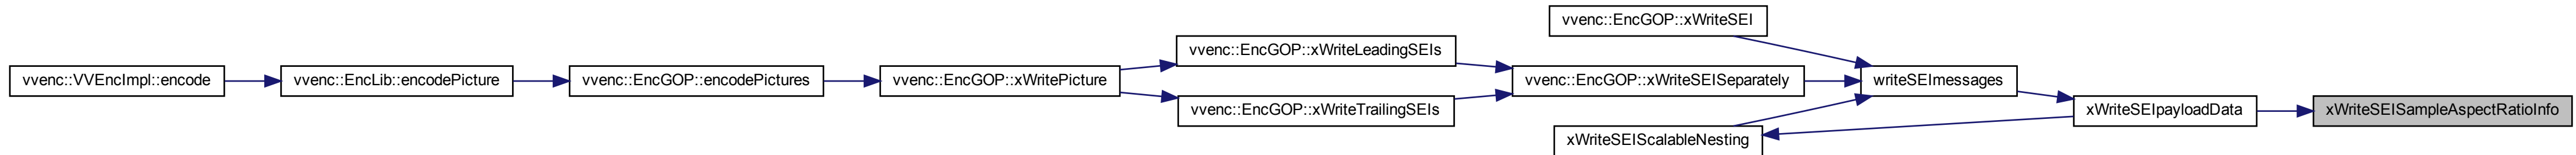 vvenc::EncGOP::xWriteSEI
vvenc::EncGOP::xWriteLeadingSEIs
vvenc::VVEncImpl::encode
vvenc::EncLib::encodePicture
vvenc::EncGOP::encodePictures
vvenc::EncGOP::xWritePicture
vvenc::EncGOP::xWriteSEISeparately
writeSEImessages
vvenc::EncGOP::xWriteTrailingSEIs
xWriteSEIpayloadData
xWriteSEISampleAspectRatioInfo
xWriteSEIScalableNesting